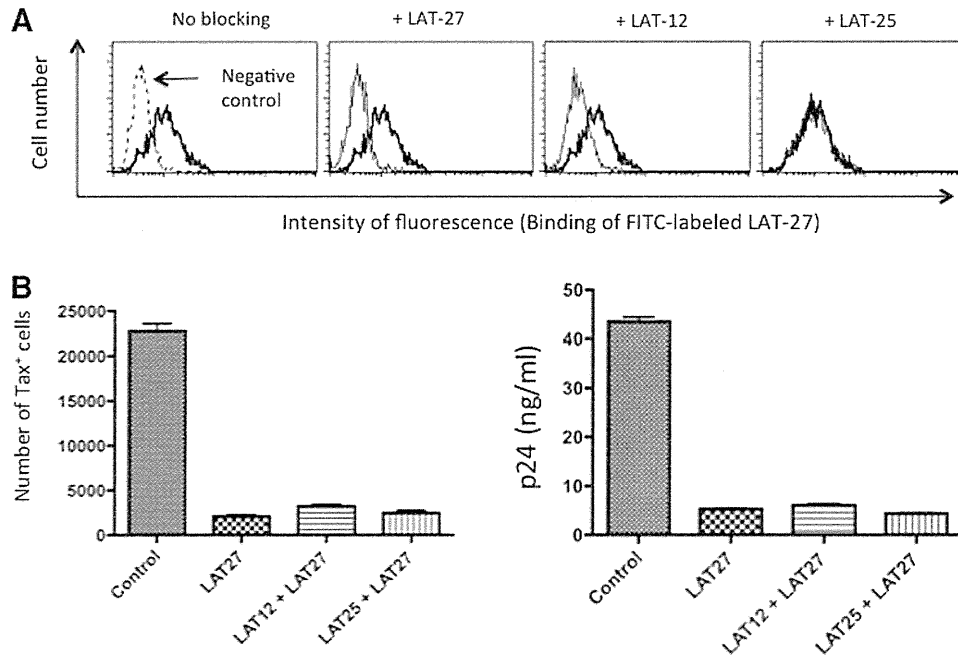 A
No blocking
+ LAT-27
+ LAT-12
+ LAT-25
Negative
control
Cell number
Intensity of fluorescence (Binding of FITC-labeled LAT-27)
B
Number of Tax+ cells
25000
20000
15000
10000
5000
0
Control
LAT27
LAT12 + LAT27
LAT25 + LAT27
p24 (ng/ml)
50
40
30
20
10
0
Control
LAT27
LAT12 + LAT27
LAT25 + LAT27